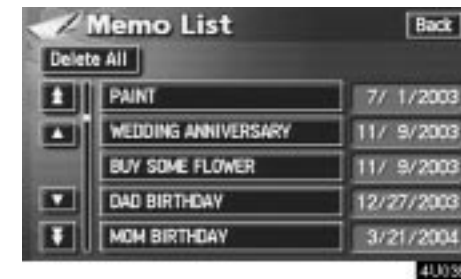 Memo List Back
Delete All
PAINT 7/ 1/2003
WEDDING ANNIVERSARY 11/ 9/2003
BUY SOME FLOWER 11/ 9/2003
DAD BIRTHDAY 12/27/2003
MOM BIRTHDAY 3/21/2004